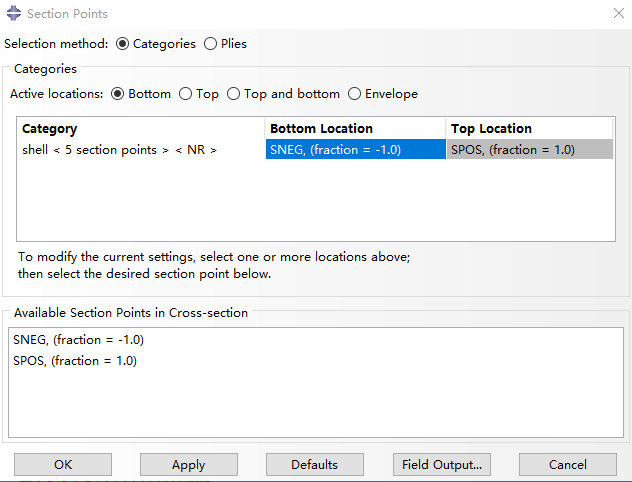 Section Points
Selection method: Categories Plies
Categories
Active locations: Bottom Top Top and bottom Envelope
Category Bottom Location Top Location
shell < 5 section points > < NR > SNEG, (fraction = -1.0) SPOS, (fraction = 1.0)
To modify the current settings, select one or more locations above;
then select the desired section point below.
Available Section Points in Cross-section
SNEG, (fraction = -1.0)
SPOS, (fraction = 1.0)
OK Apply Defaults Field Output... Cancel